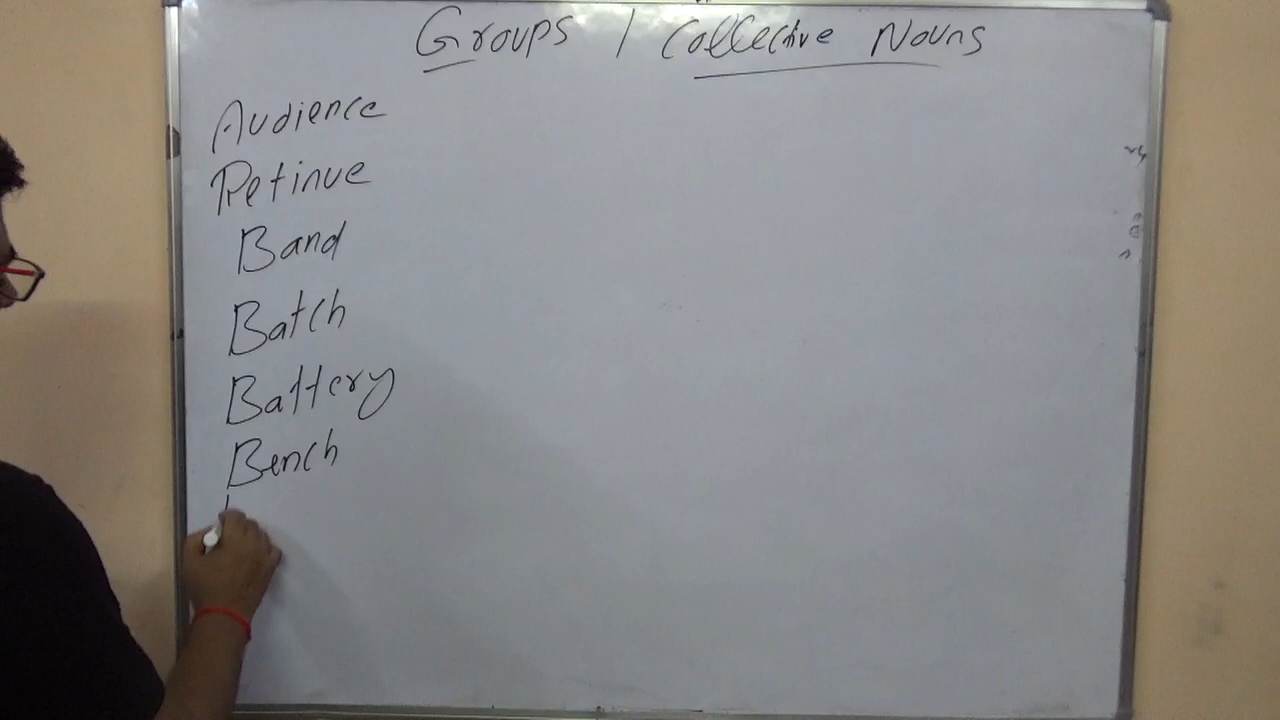 Groups / Collective Nouns
Audience
Retinue
Band
Batch
Battery
Bench